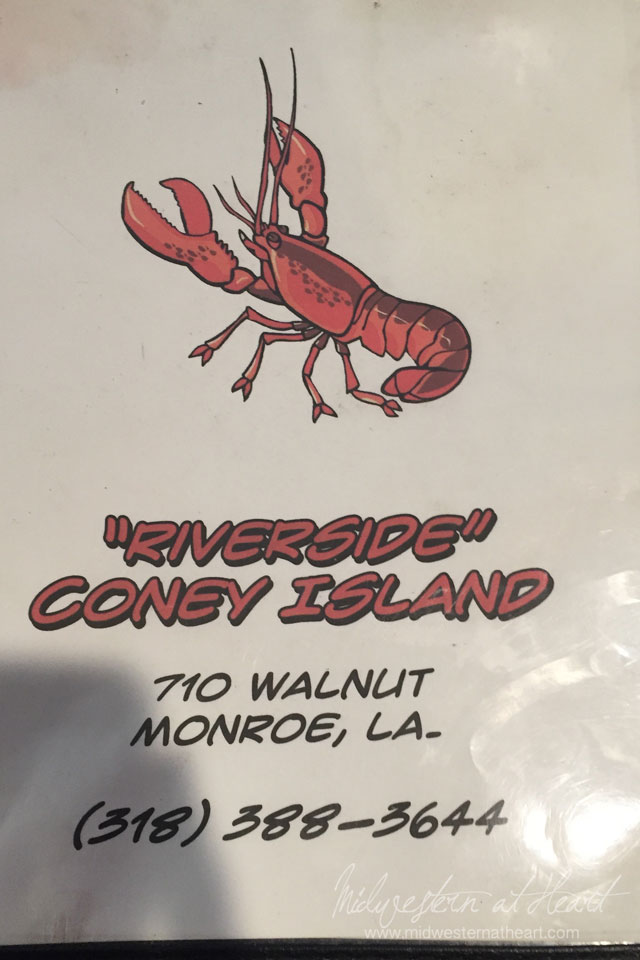 "RIVERSIDE"
CONEY ISLAND
710 WALNUT
MONROE, LA.
(318) 388-3644
Midwestern at Heart
www.midwesternatheart.com